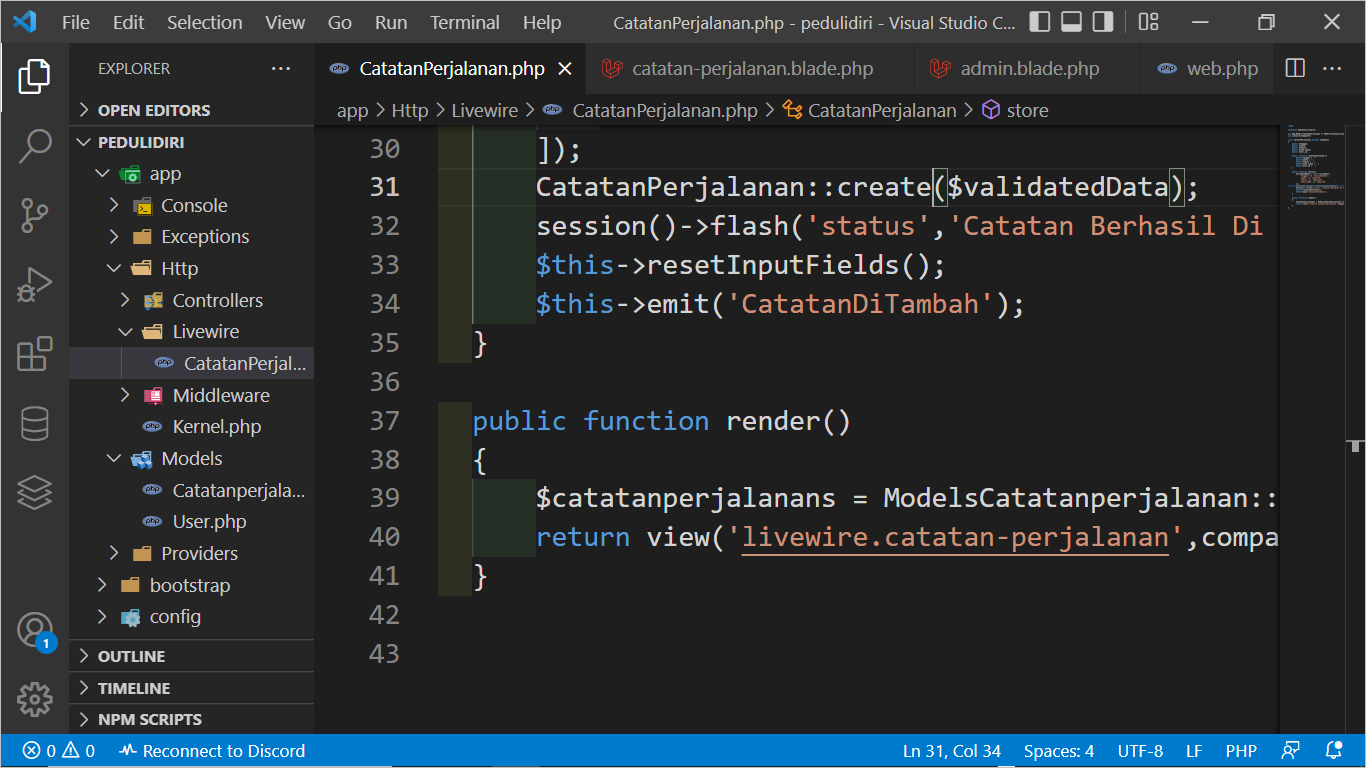 File Edit Selection View Go Run Terminal Help CatatanPerjalanan.php - pedulidiri - Visual Studio C...
EXPLORER
CatatanPerjalanan.php
catatan-perjalanan.blade.php
admin.blade.php
web.php
app > Http > Livewire > CatatanPerjalanan.php > CatatanPerjalanan > store
OPEN EDITORS
PEDULIDIRI
app
Console
Exceptions
Http
Controllers
Livewire
CatatanPerjal...
Middleware
Kernel.php
Models
Catatanperjala...
User.php
Providers
bootstrap
config
OUTLINE
TIMELINE
NPM SCRIPTS
1
30 ]);
31 CatatanPerjalanan::create($validatedData);
32 session()->flash('status','Catatan Berhasil Di
33 $this->resetInputFields();
34 $this->emit('CatatanDiTambah');
35 }
36
37 public function render()
38 {
39 $catatanperjalanans = ModelsCatatanperjalanan::
40 return view('livewire.catatan-perjalanan',compa
41 }
42
43
0 0 Reconnect to Discord Ln 31, Col 34 Spaces: 4 UTF-8 LF PHP